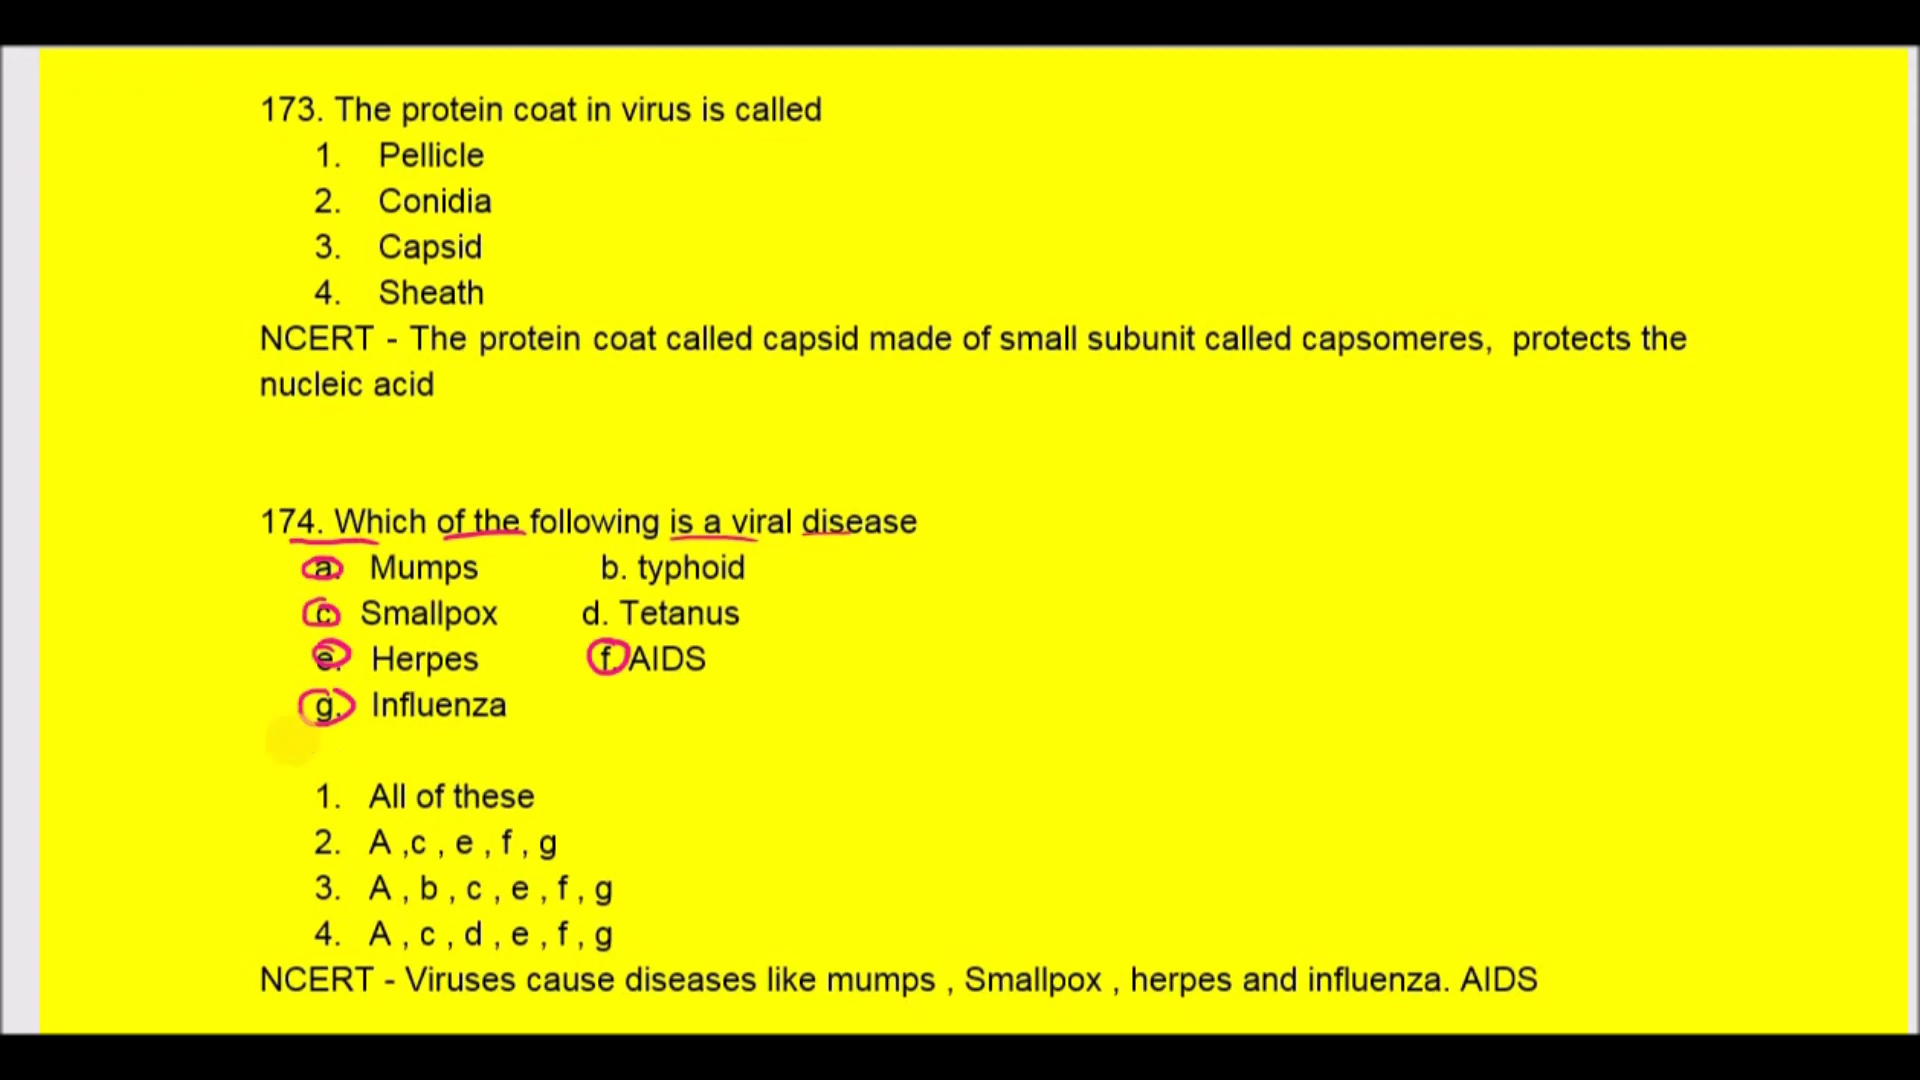 173. The protein coat in virus is called
1. Pellicle
2. Conidia
3. Capsid
4. Sheath
NCERT - The protein coat called capsid made of small subunit called capsomeres, protects the
nucleic acid
174. Which of the following is a viral disease
a. Mumps b. typhoid
c Smallpox d. Tetanus
e. Herpes f. AIDS
g. Influenza
1. All of these
2. A ,c , e , f , g
3. A , b , c , e , f , g
4. A , c , d , e , f , g
NCERT - Viruses cause diseases like mumps , Smallpox , herpes and influenza. AIDS